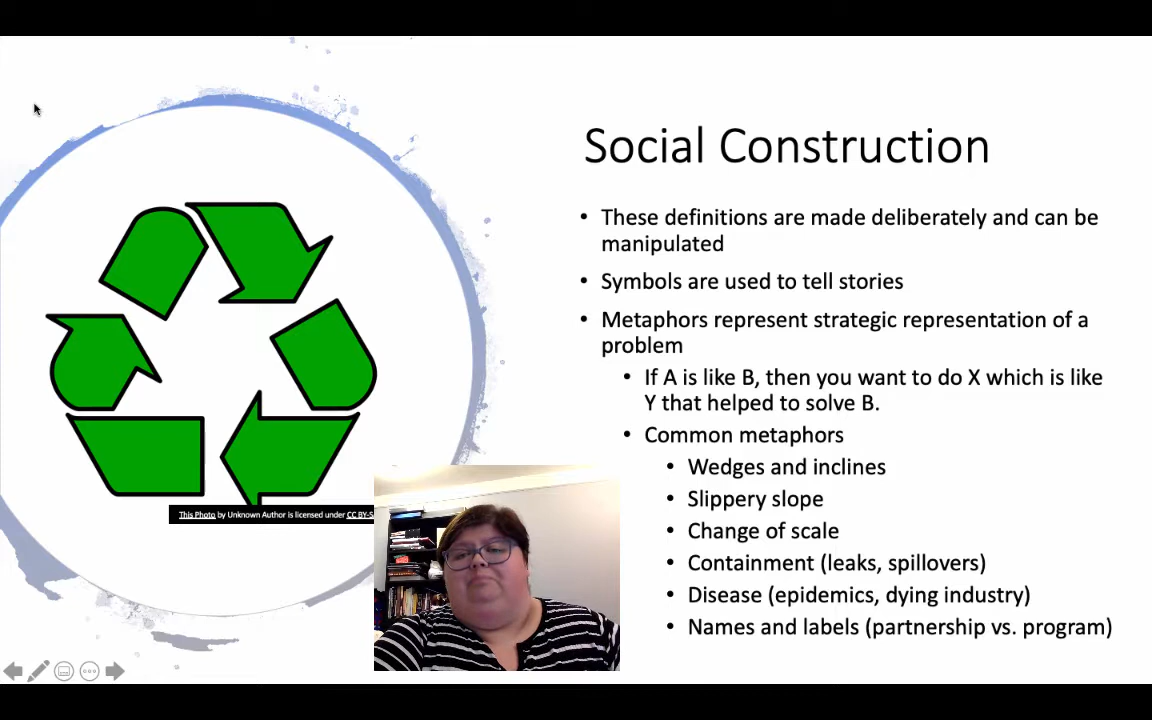 Social Construction
• These definitions are made deliberately and can be
manipulated
• Symbols are used to tell stories
• Metaphors represent strategic representation of a
problem
• If A is like B, then you want to do X which is like
Y that helped to solve B.
• Common metaphors
• Wedges and inclines
• Slippery slope
• Change of scale
• Containment (leaks, spillovers)
• Disease (epidemics, dying industry)
• Names and labels (partnership vs. program)
This Photo by Unknown Author is licensed under CC BY-S